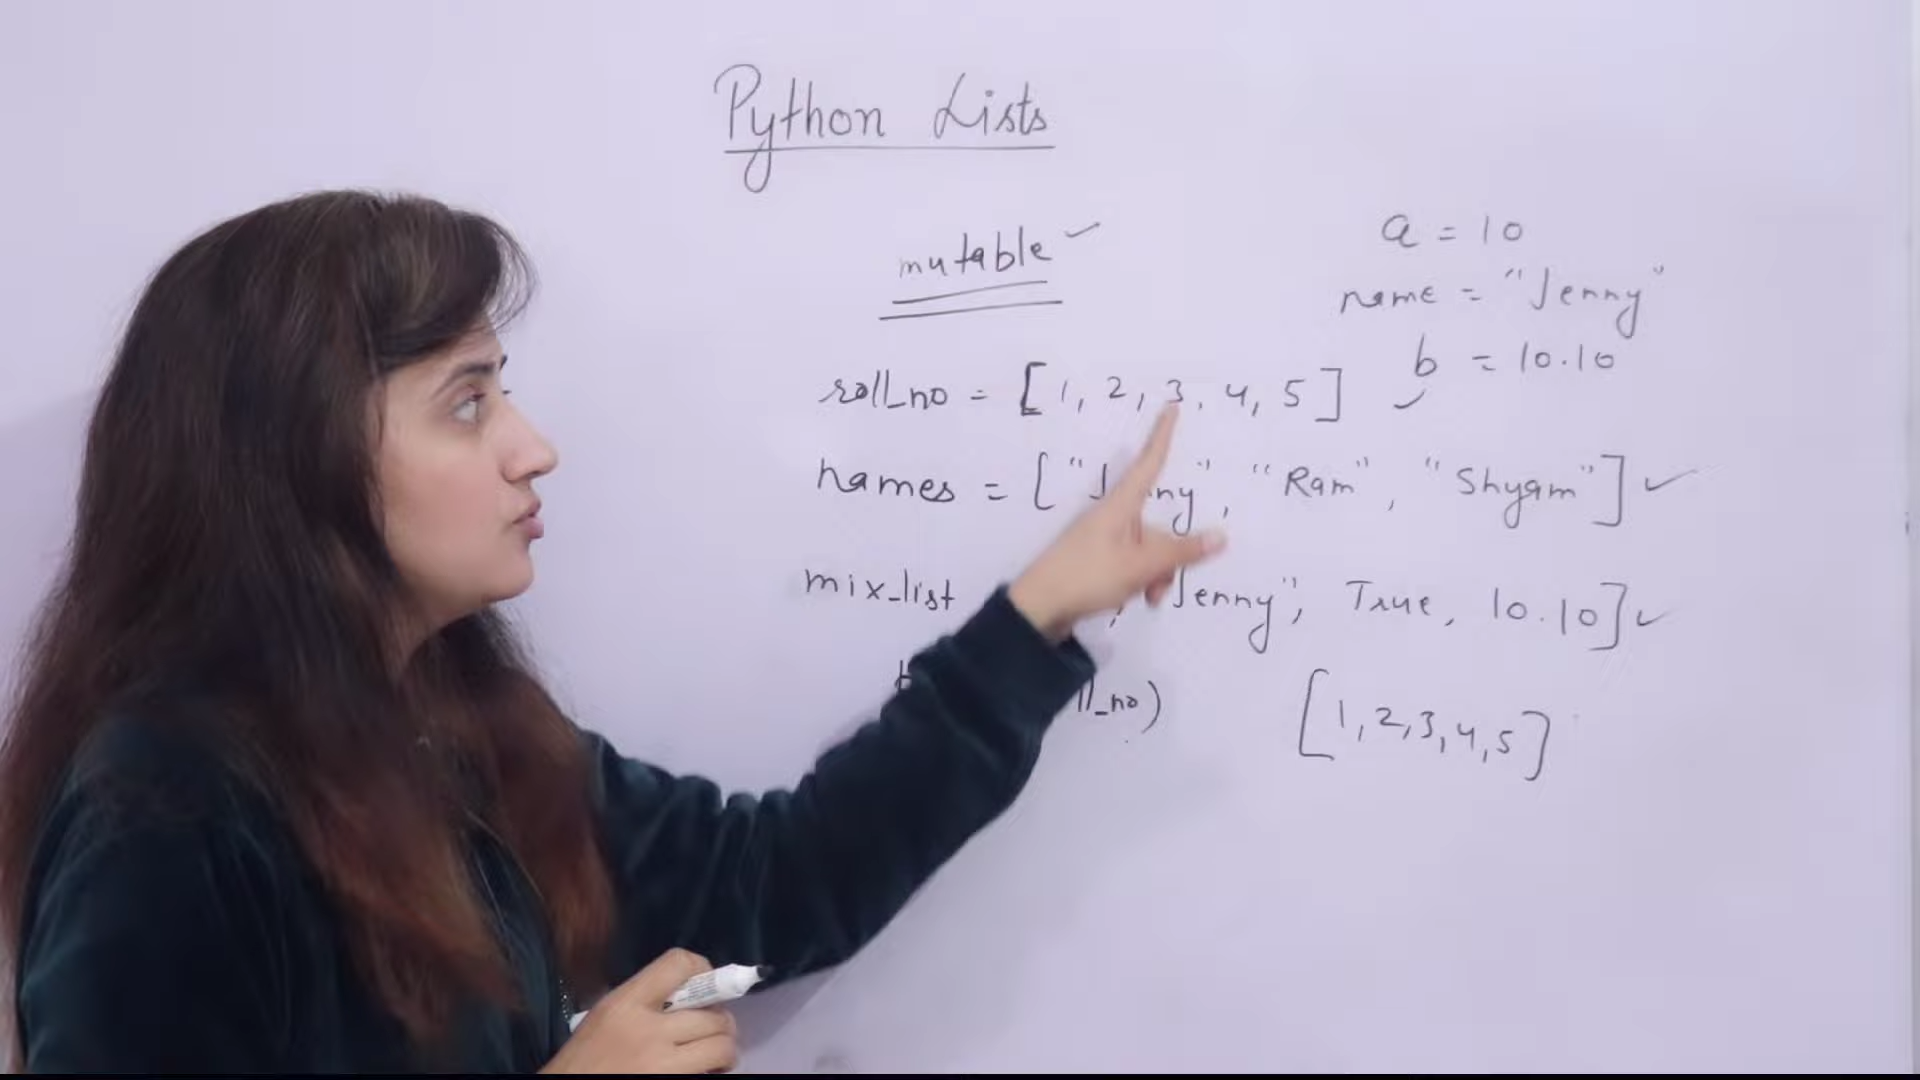 Python Lists
mutable ✓
a = 10
name = "Jenny"
b = 10.10
roll_no = [1, 2, 3, 4, 5] ✓
names = ["Jenny", "Ram", "Shyam"] ✓
mix_list , Jenny", True, 10.10] ✓
ll_no)
[1,2,3,4,5]